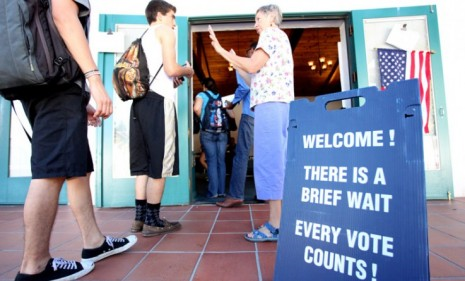 WELCOME !
THERE IS A
BRIEF WAIT
EVERY VOTE
COUNTS !